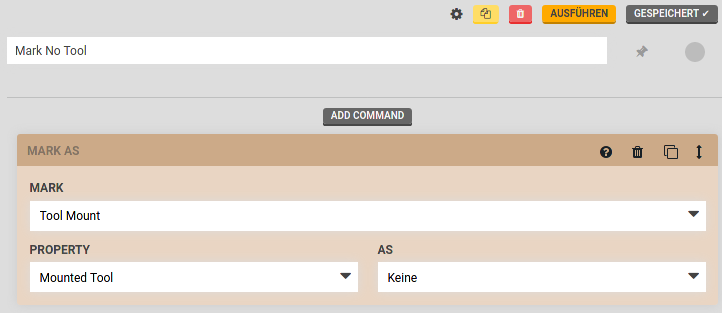 AUSFÜHREN GESPEICHERT ✔
Mark No Tool
ADD COMMAND
MARK AS
MARK
Tool Mount
PROPERTY AS
Mounted Tool Keine